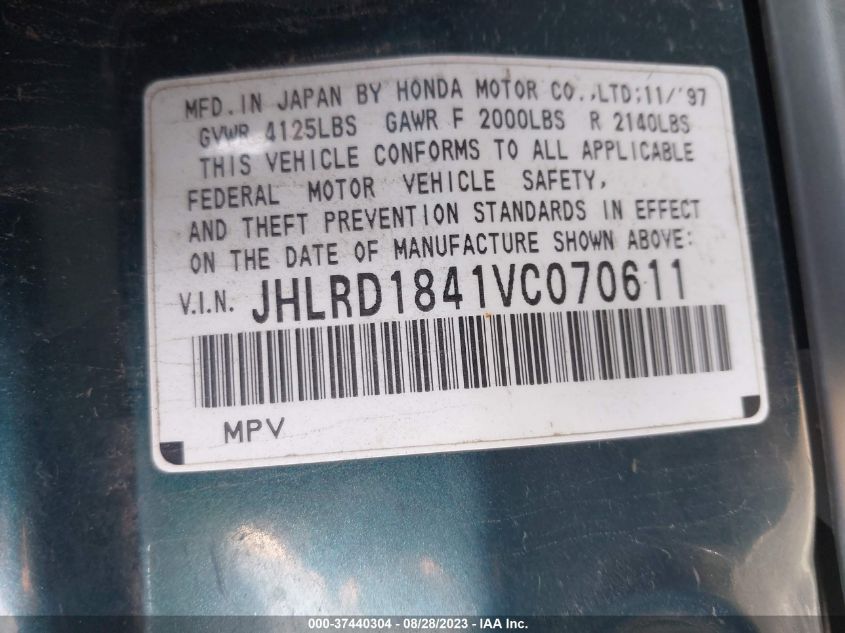 MFD.IN JAPAN BY HONDA MOTOR CO.,LTD;11/'97
GVWR 4125LBS GAWR F 2000LBS R 2140LBS
THIS VEHICLE CONFORMS TO ALL APPLICABLE
FEDERAL MOTOR VEHICLE SAFETY,
AND THEFT PREVENTION STANDARDS IN EFFECT
ON THE DATE OF MANUFACTURE SHOWN ABOVE:
V.I.N. JHLRD1841VC070611
MPV
000-37440304 | 08/28/2023 - © IAA Inc.